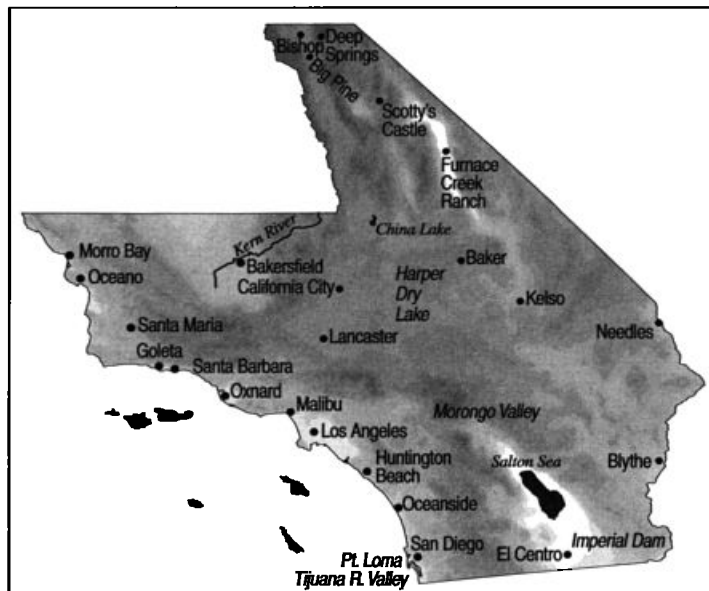 Bishop
Deep
Springs
Big Pine
Scotty's
Castle
Furnace
Creek
Ranch
Kern River
China Lake
Morro Bay
Bakersfield
Baker
Oceano
California City
Harper
Dry
Lake
Kelso
Santa Maria
Lancaster
Needles
Goleta
Santa Barbara
Oxnard
Malibu
Morongo Valley
Los Angeles
Huntington
Beach
Salton Sea
Blythe
Oceanside
San Diego
El Centro
Imperial Dam
Pt. Loma
Tijuana R. Valley